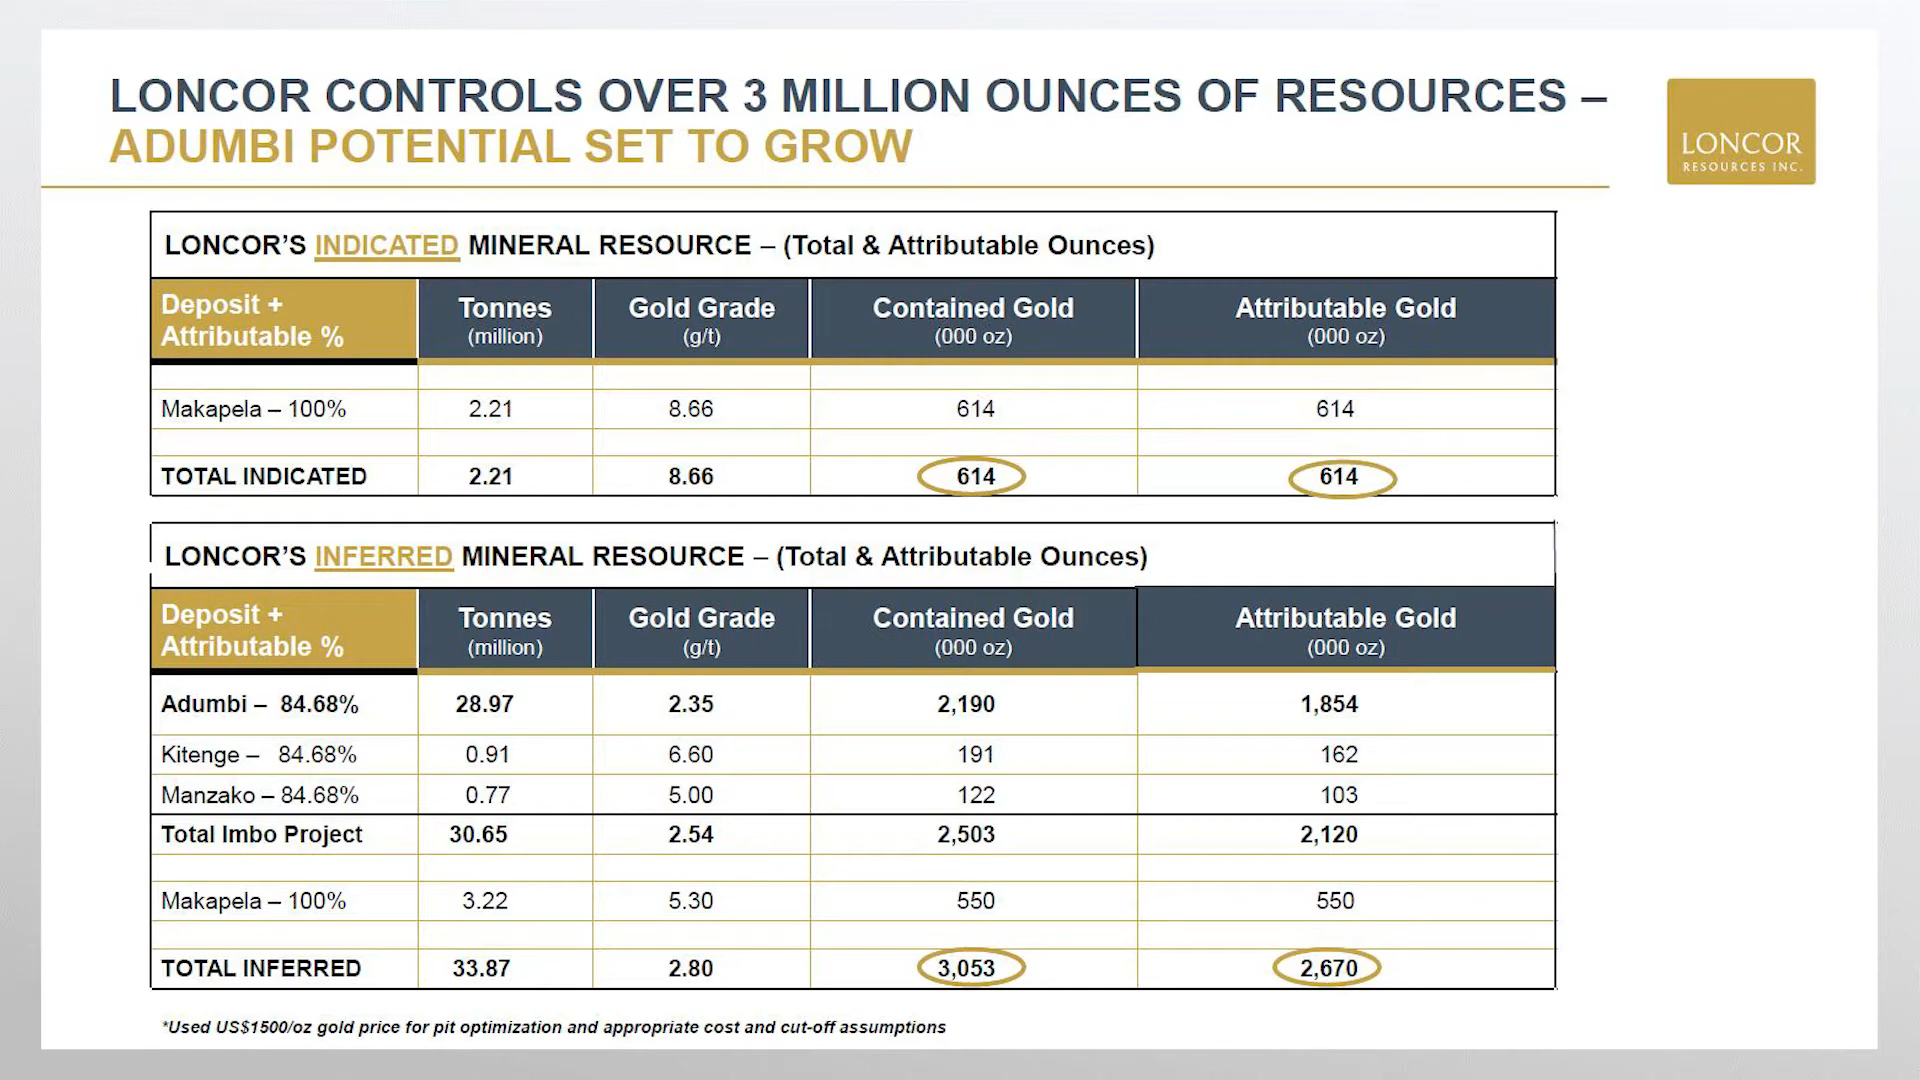 LONCOR CONTROLS OVER 3 MILLION OUNCES OF RESOURCES –
ADUMBI POTENTIAL SET TO GROW
LONCOR
RESOURCES INC.
LONCOR'S INDICATED MINERAL RESOURCE – (Total & Attributable Ounces)
Deposit + Attributable % Tonnes (million) Gold Grade (g/t) Contained Gold (000 oz) Attributable Gold (000 oz)
Makapela – 100% 2.21 8.66 614 614
TOTAL INDICATED 2.21 8.66 614 614
LONCOR'S INFERRED MINERAL RESOURCE – (Total & Attributable Ounces)
Deposit + Attributable % Tonnes (million) Gold Grade (g/t) Contained Gold (000 oz) Attributable Gold (000 oz)
Adumbi – 84.68% 28.97 2.35 2,190 1,854
Kitenge – 84.68% 0.91 6.60 191 162
Manzako – 84.68% 0.77 5.00 122 103
Total Imbo Project 30.65 2.54 2,503 2,120
Makapela – 100% 3.22 5.30 550 550
TOTAL INFERRED 33.87 2.80 3,053 2,670
*Used US$1500/oz gold price for pit optimization and appropriate cost and cut-off assumptions